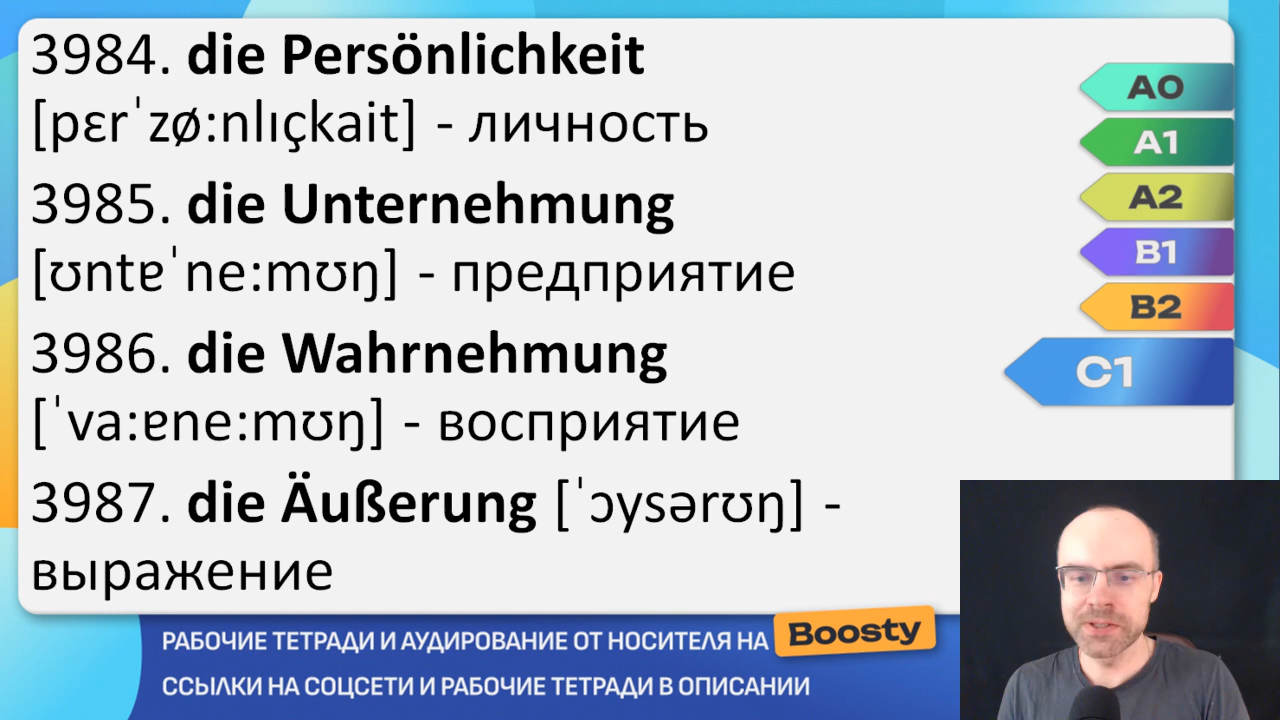 3984. die Persönlichkeit
[pɛrˈzø:nlıçkait] - личность
3985. die Unternehmung
[ʊntɐˈne:mʊŋ] - предприятие
3986. die Wahrnehmung
[ˈva:ɐne:mʊŋ] - восприятие
3987. die Äußerung [ˈɔysərʊŋ] -
выражение
A0
A1
A2
B1
B2
C1
РАБОЧИЕ ТЕТРАДИ И АУДИРОВАНИЕ ОТ НОСИТЕЛЯ НА Boosty
ССЫЛКИ НА СОЦСЕТИ И РАБОЧИЕ ТЕТРАДИ В ОПИСАНИИ